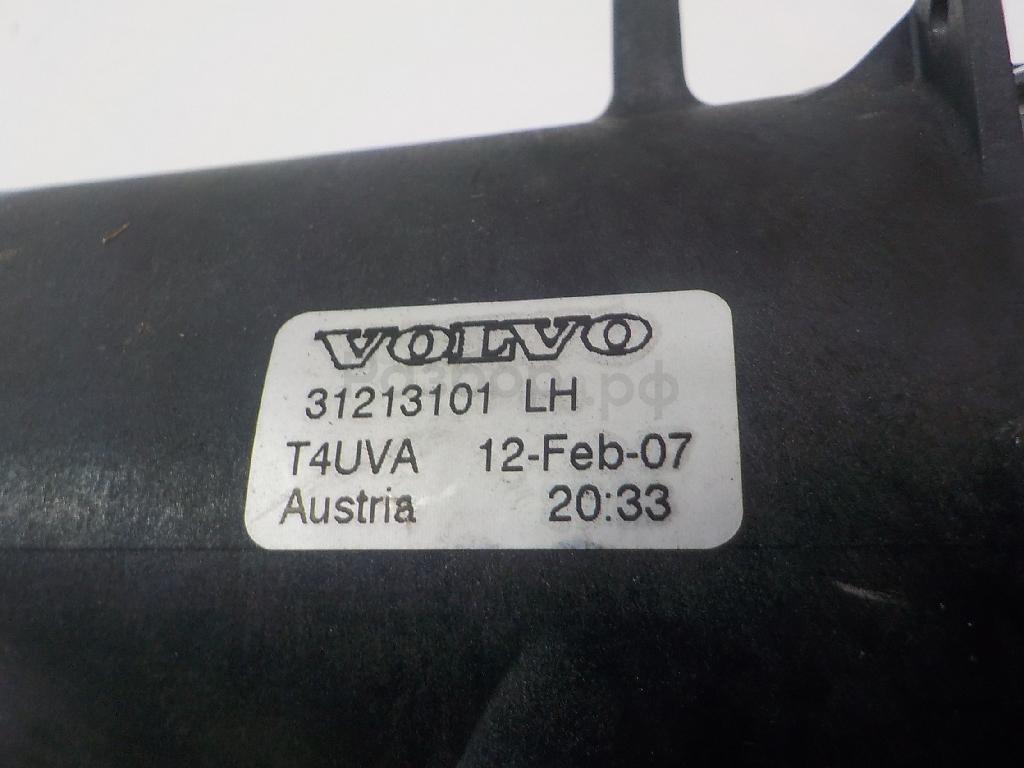 VOLVO
31213101 LH
T4UVA 12-Feb-07
Austria 20:33